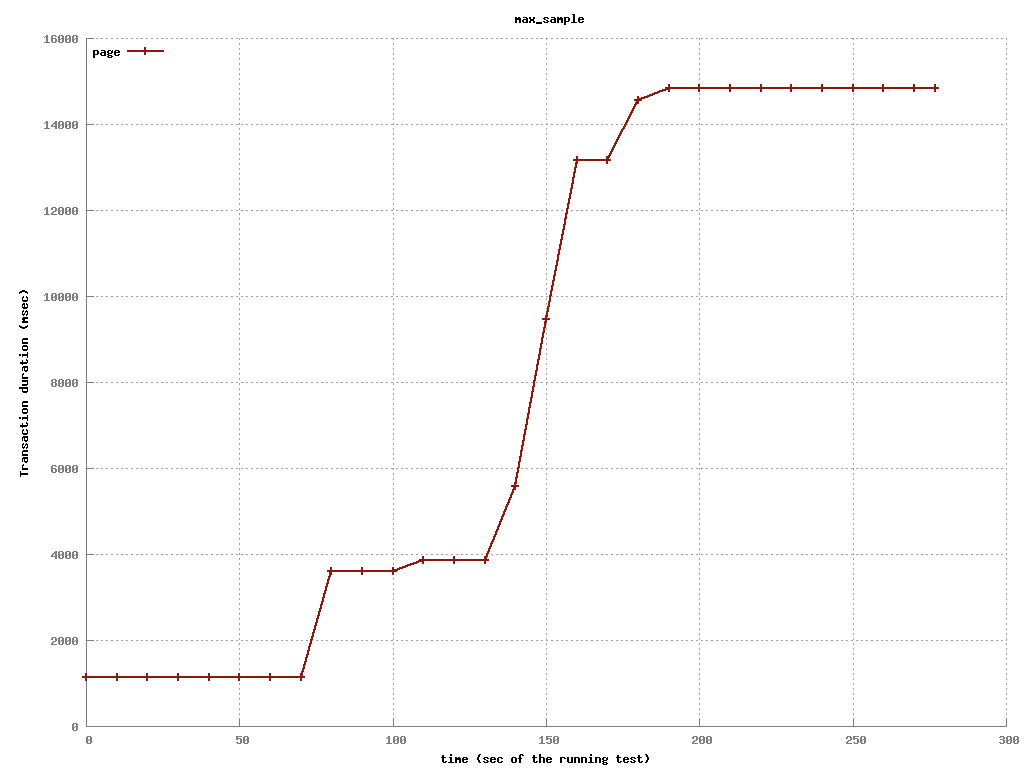 max_sample
16000
page
14000
12000
10000
8000
6000
4000
2000
0
Transaction duration (msec)
0 50 100 150 200 250 300
time (sec of the running test)